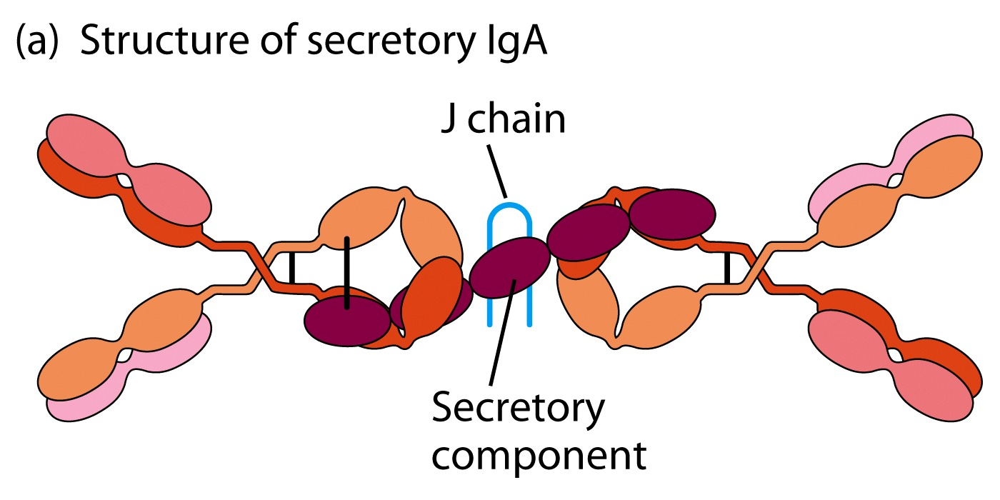 (a) Structure of secretory IgA
J chain
Secretory
component